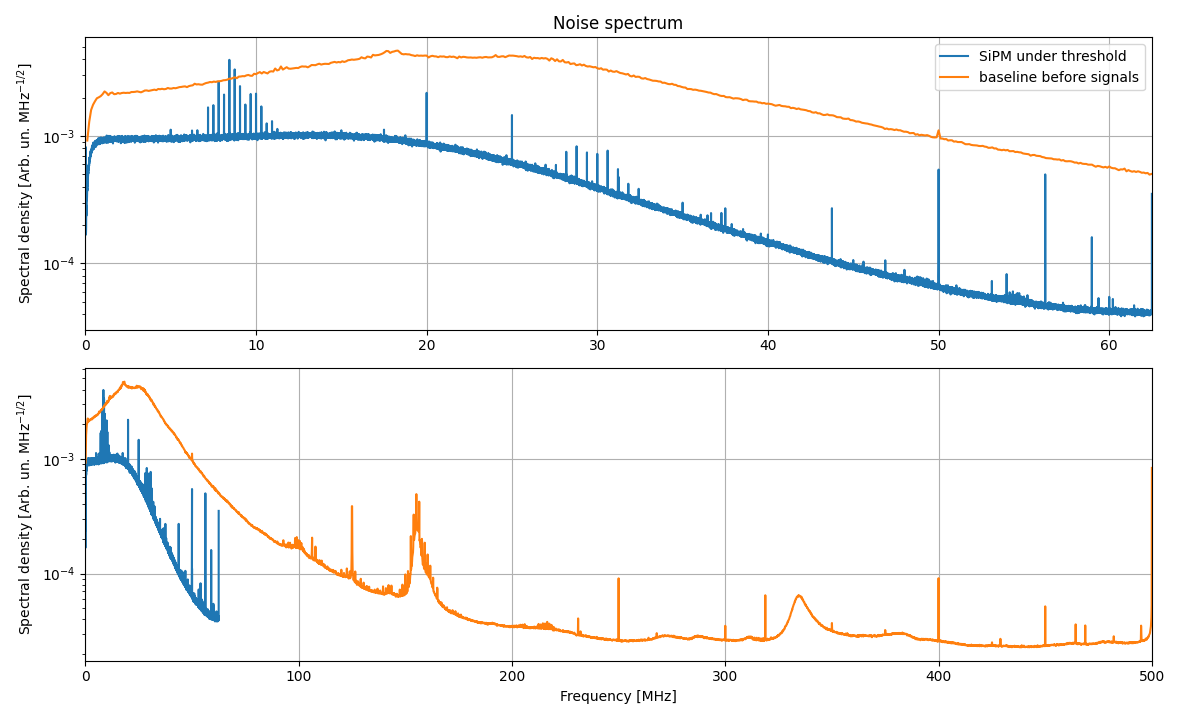 Noise spectrum
Spectral density [Arb. un. MHz⁻¹/²]
10⁻³
10⁻⁴
SiPM under threshold
baseline before signals
0 10 20 30 40 50 60
Spectral density [Arb. un. MHz⁻¹/²]
10⁻³
10⁻⁴
0 100 200 300 400 500
Frequency [MHz]